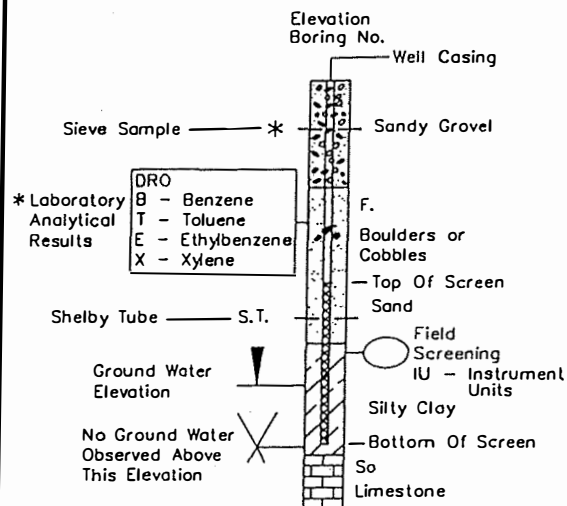 Elevation
Boring No.
Well Casing
Sieve Sample
*
Sandy Grovel
DRO
B - Benzene
T - Toluene
E - Ethylbenzene
X - Xylene
* Laboratory
Analytical
Results
F.
Boulders or
Cobbles
Top Of Screen
Sand
Shelby Tube
S.T.
Field
Screening
IU - Instrument
Units
Ground Water
Elevation
Silty Clay
No Ground Water
Observed Above
This Elevation
Bottom Of Screen
So
Limestone